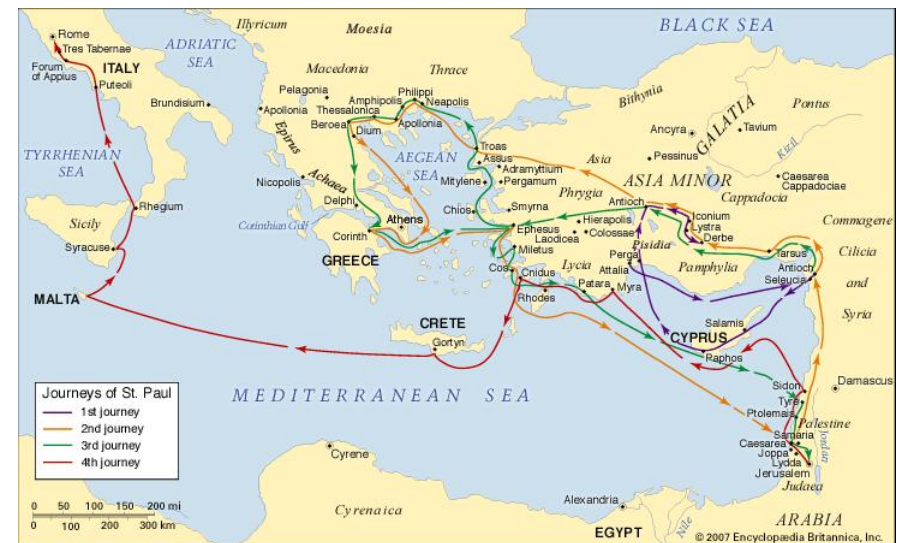 BLACK SEA
Illyricum
Moesia
Rome
Tres Tabernae
ADRIATIC
SEA
Forum
of Appius
ITALY
Puteoli
Macedonia
Thrace
Pelagonia
Philippi
Amphipolis
Neapolis
Brundisium
Apollonia
Thessalonica
Beroea
Apollonia
Dium
Bithynia
Pontus
GALATIA
Ancyra
Tavium
Kizil
Epirus
TYRRHENIAN
SEA
AEGEAN
SEA
Troas
Assus
Adramyttium
Asia
Pessinus
Mitylene
Pergamum
ASIA MINOR
Caesarea
Cappadociae
Nicopolis
Achaea
Phrygia
Cappadocia
Delphi
Antioch
Commagene
Rhegium
Sicily
Chios
Smyrna
Iconium
Lystra
Derbe
Corinthian Gulf
Athens
Hierapolis
Ephesus
Corinth
Laodicea
Colossae
Pisidia
Syracuse
Miletus
Perga
Tarsus
Cilicia
and
Syria
GREECE
Cos
Cnidus
Lycia
Attalia
Pamphylia
Antioch
Seleucia
Patara
Myra
MALTA
Rhodes
CRETE
Salamis
CYPRUS
Gortyn
Paphos
Journeys of St. Paul
1st journey
2nd journey
3rd journey
4th journey
MEDITERRANEAN SEA
Sidon
Damascus
Tyre
Ptolemais
Palestine
Samaria
Caesarea
Jordan
Joppa
Lydda
Jerusalem
Judaea
Cyrene
0 50 100 150 200 mi
0 100 200 300 km
Cyrenaica
Alexandria
EGYPT
Nile
ARABIA
© 2007 Encyclopædia Britannica, Inc.